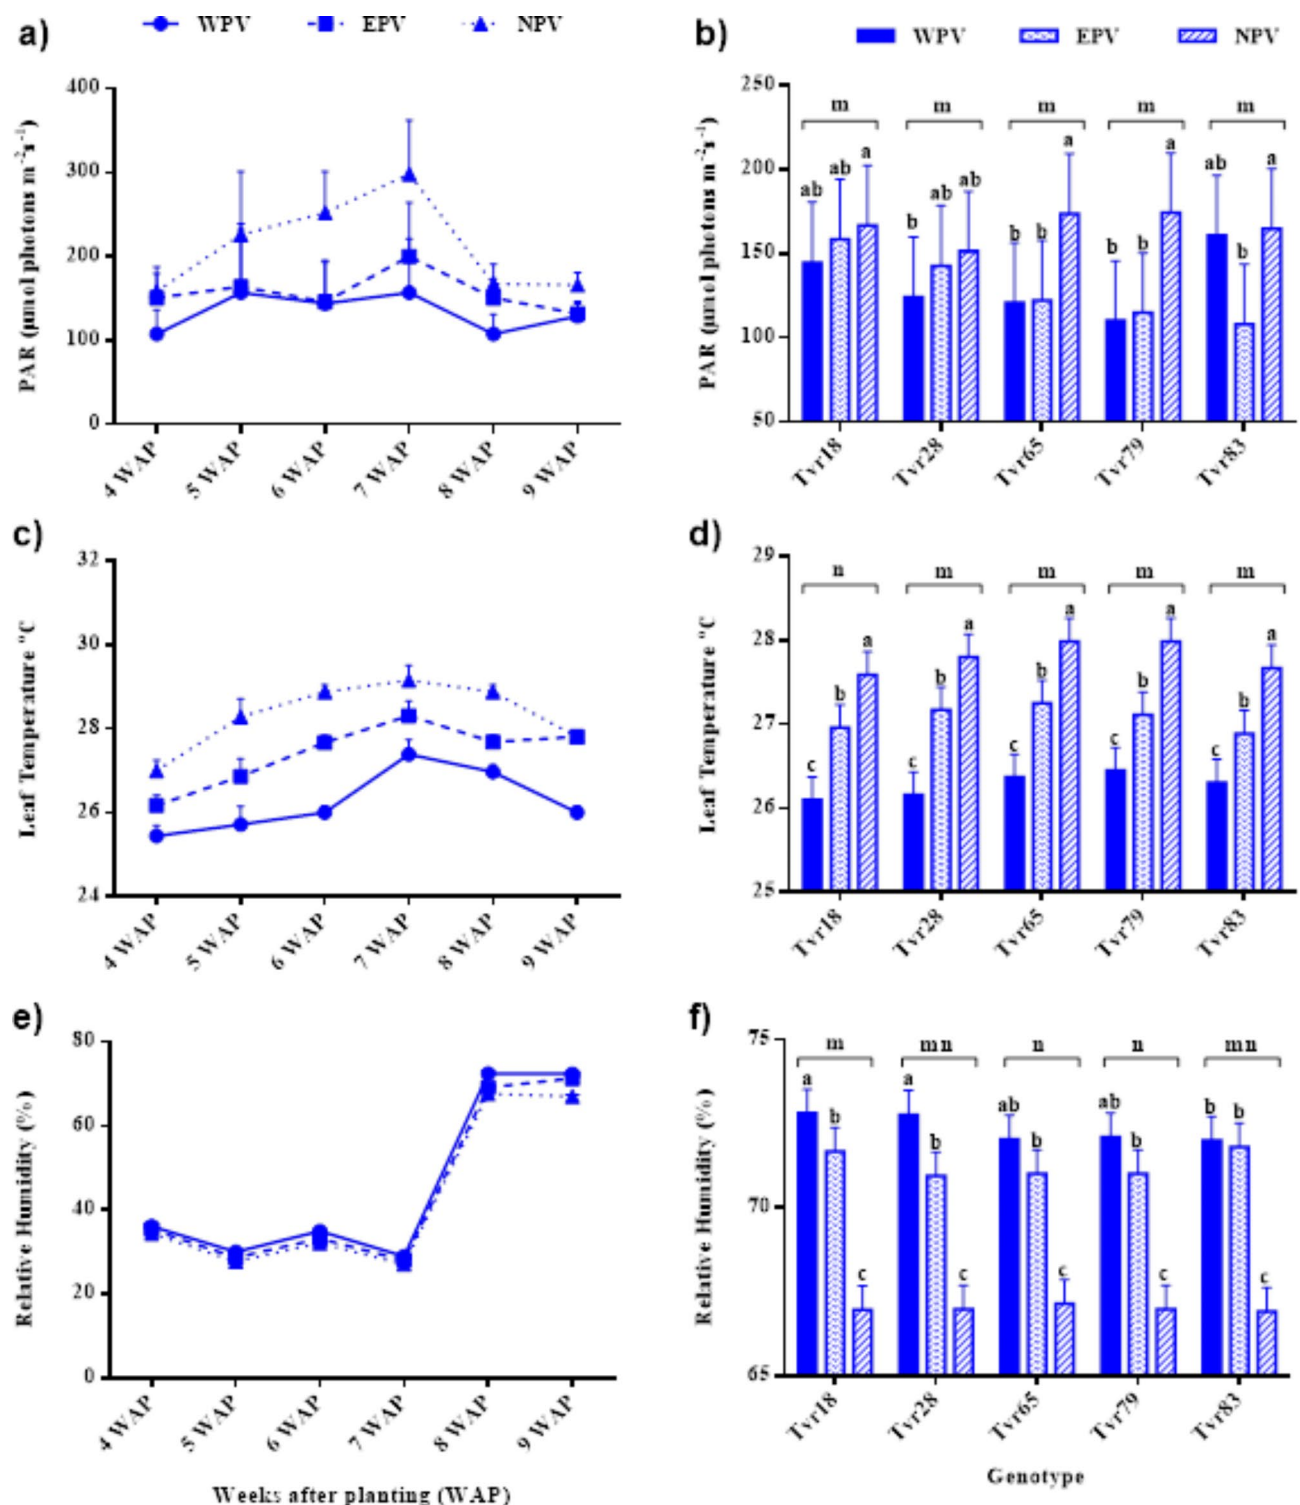 a)
WPV EPV NPV
400
300
200
100
0
PAR (µmol photons m⁻²s⁻¹)
4 WAP 5 WAP 6 WAP 7 WAP 8 WAP 9 WAP
b)
WPV EPV NPV
250
200
150
100
50
PAR (µmol photons m⁻²s⁻¹)
m m m m m
ab ab a b ab ab b b a b b a ab b a
Tvr18 Tvr28 Tvr65 Tvr79 Tvr83
c)
32
30
28
26
24
Leaf Temperature °C
4 WAP 5 WAP 6 WAP 7 WAP 8 WAP 9 WAP
d)
29
28
27
26
25
Leaf Temperature °C
n m m m m
c b a c b a c b a c b a c b a
Tvr18 Tvr28 Tvr65 Tvr79 Tvr83
e)
80
60
40
20
0
Relative Humidity (%)
4 WAP 5 WAP 6 WAP 7 WAP 8 WAP 9 WAP
Weeks after planting (WAP)
f)
75
70
65
Relative Humidity (%)
m mn n n mn
a b c a b c ab b c ab b c b b c
Tvr18 Tvr28 Tvr65 Tvr79 Tvr83
Genotype